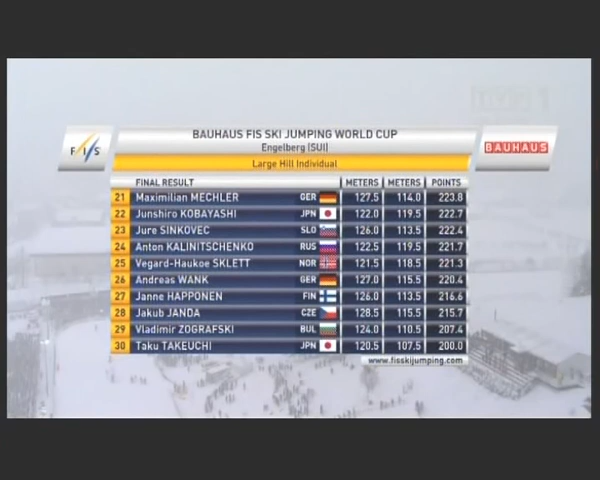 BAUHAUS FIS SKI JUMPING WORLD CUP
FIS Engelberg (SUI) BAUHAUS
Large Hill Individual
FINAL RESULT METERS METERS POINTS
21 Maximilian MECHLER GER 127.5 114.0 223.8
22 Junshiro KOBAYASHI JPN 122.0 119.5 222.7
23 Jure SINKOVEC SLO 126.0 113.5 222.4
24 Anton KALINITSCHENKO RUS 122.5 119.5 221.7
25 Vegard-Haukoe SKLETT NOR 121.5 118.5 221.3
26 Andreas WANK GER 127.0 115.5 220.4
27 Janne HAPPONEN FIN 126.0 113.5 216.6
28 Jakub JANDA CZE 128.5 115.5 215.7
29 Vladimir ZOGRAFSKI BUL 124.0 110.5 207.4
30 Taku TAKEUCHI JPN 120.5 107.5 200.0
www.fisskijumping.com